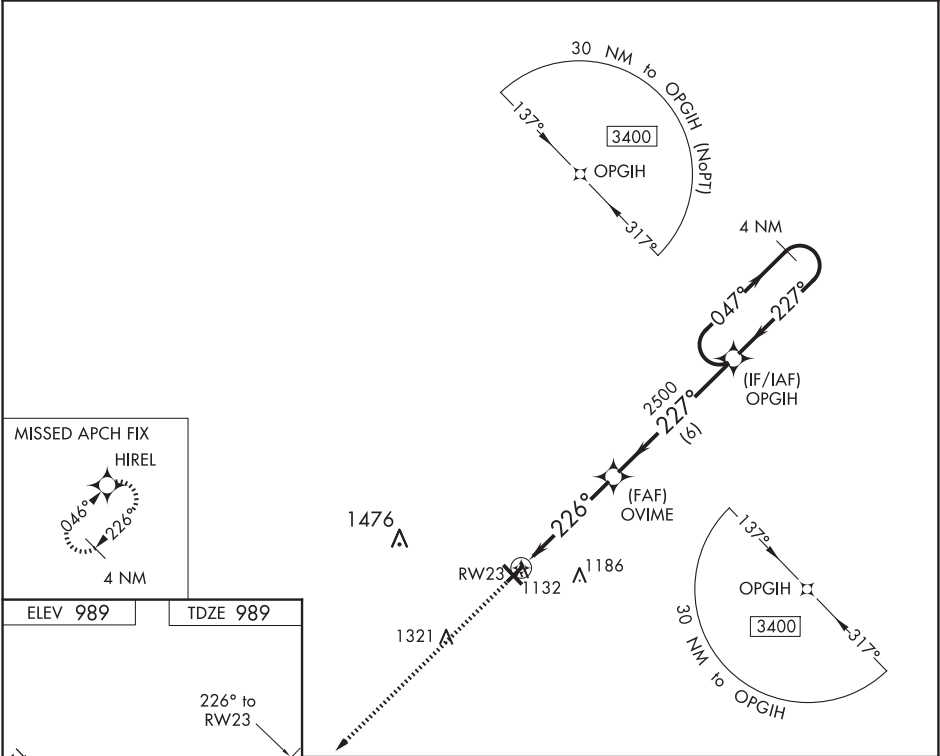 30 NM to OPGIH (NoPT)
137°
3400
OPGIH
317°
4 NM
047°
227°
(IF/IAF)
OPGIH
2500
227°
(6)
MISSED APCH FIX
HIREL
046°
226°
4 NM
(FAF)
OVIME
226°
1476
RW23
1132
1186
137°
OPGIH
3400
317°
30 NM to OPGIH
1321
ELEV 989
TDZE 989
226° to
RW23